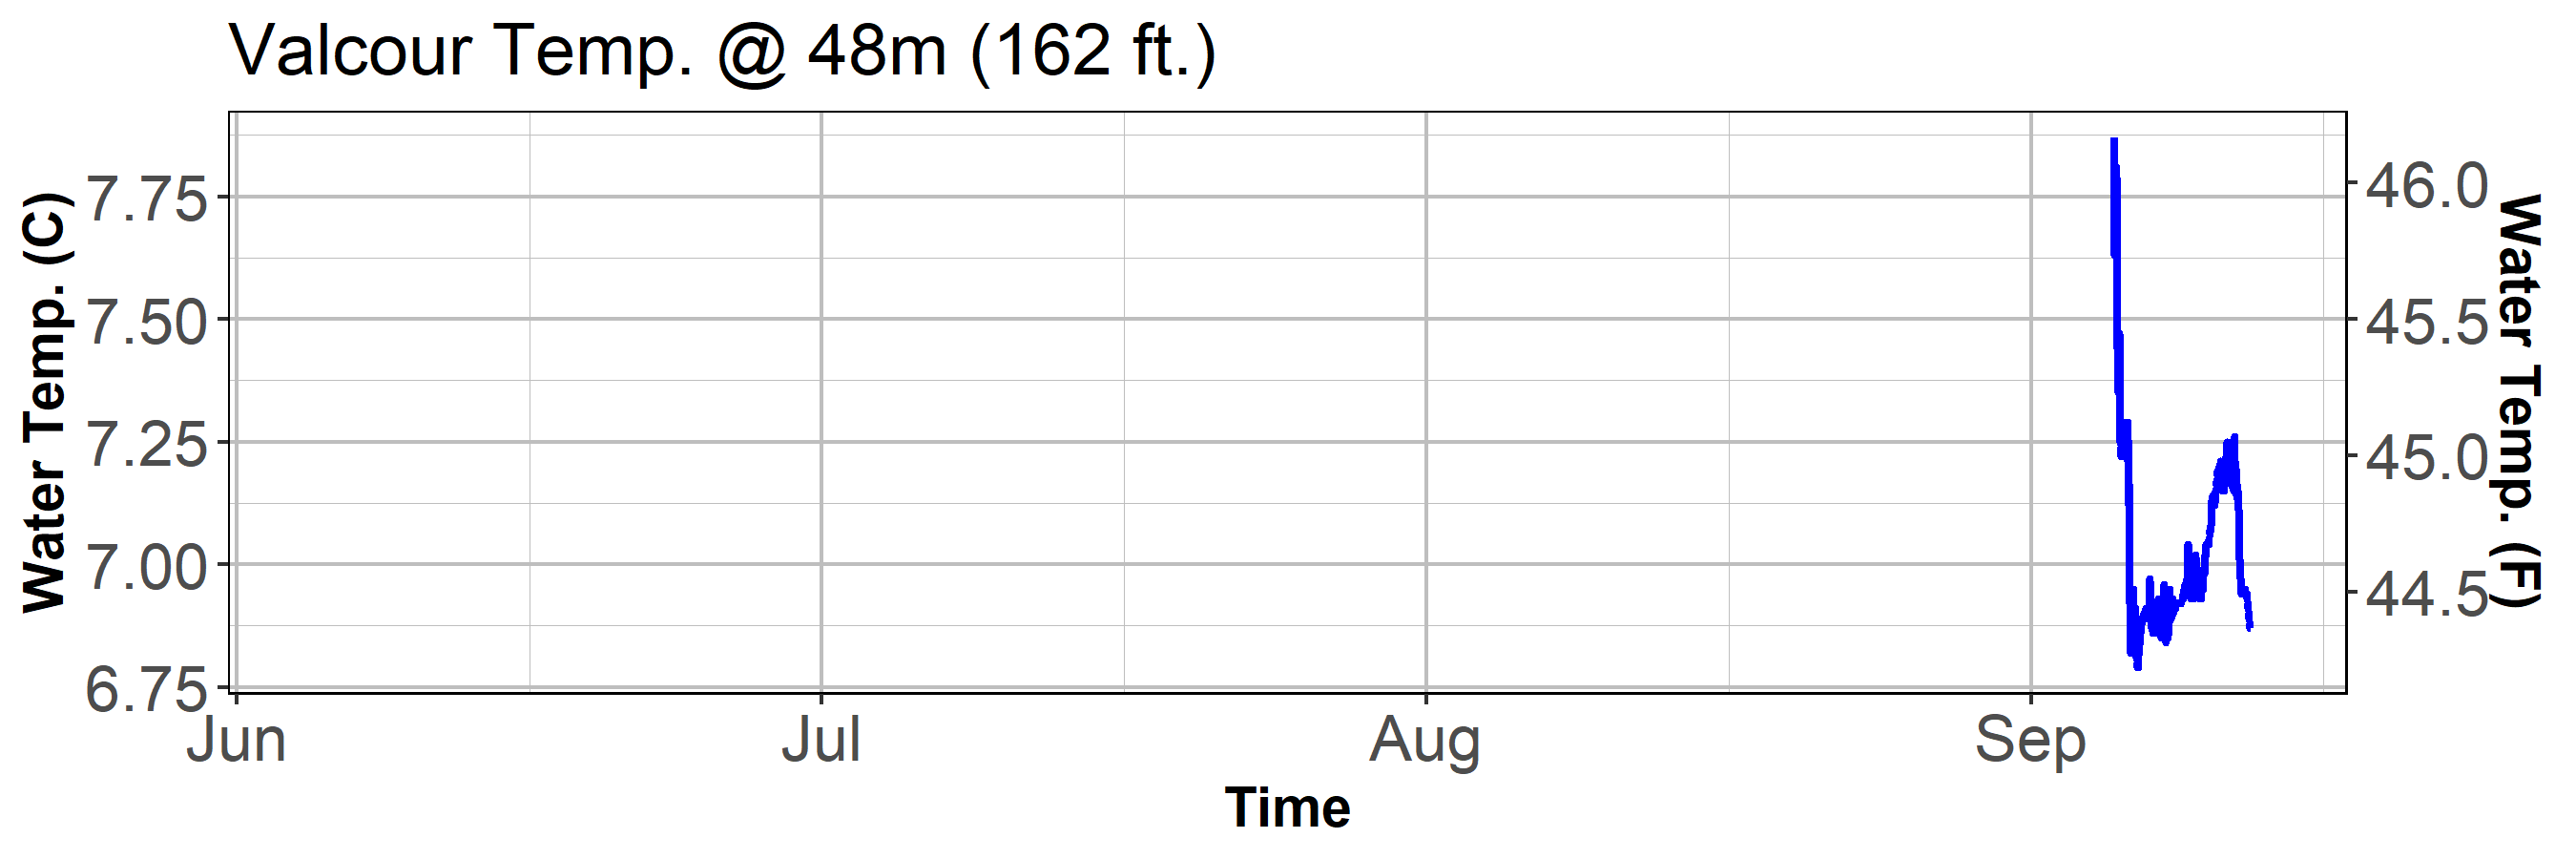 Valcour Temp. @ 48m (162 ft.)
Water Temp. (C)
7.75
7.50
7.25
7.00
6.75
46.0
45.5
45.0
44.5
Water Temp. (F)
Jun Jul Aug Sep
Time